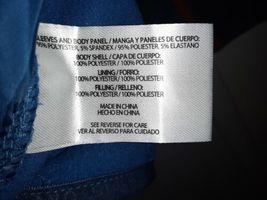 SLEEVES AND BODY PANEL / MANGA Y PANELES DE CUERPO:
95% POLYESTER, 5% SPANDEX / 95% POLIESTER, 5% ELASTANO
BODY SHELL / CAPA DE CUERPO:
100% POLYESTER / 100% POLIESTER
LINING / FORRO:
100% POLYESTER / 100% POLIESTER
FILLING / RELLENO:
100% POLYESTER / 100% POLIESTER
MADE IN CHINA
HECHO EN CHINA
SEE REVERSE FOR CARE
VER AL REVERSO PARA CUIDADO